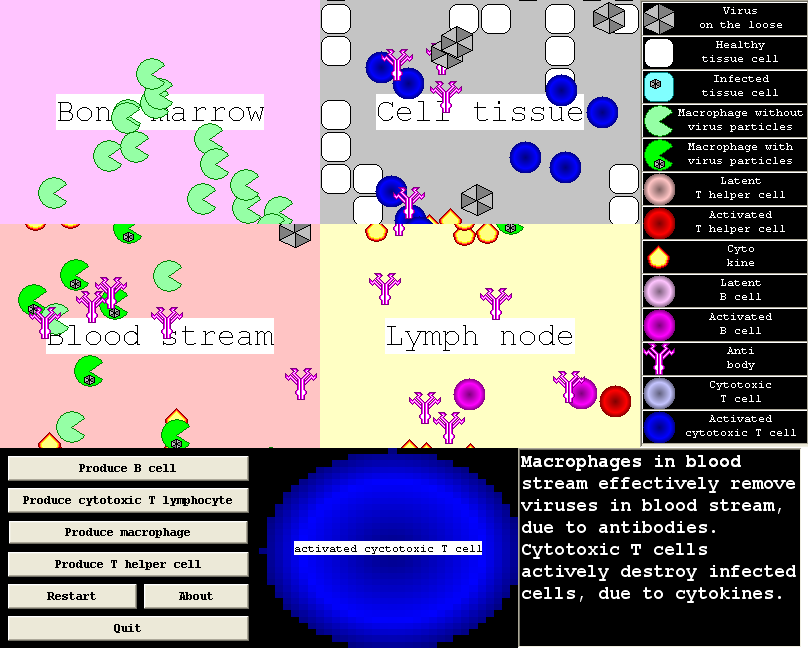 Bone marrow
Cell tissue
Blood stream
Lymph node
Virus
on the loose
Healthy
tissue cell
Infected
tissue cell
Macrophage without
virus particles
Macrophage with
virus particles
Latent
T helper cell
Activated
T helper cell
Cyto
kine
Latent
B cell
Activated
B cell
Anti
body
Cytotoxic
T cell
Activated
cytotoxic T cell
Produce B cell
Produce cytotoxic T lymphocyte
Produce macrophage
Produce T helper cell
Restart
About
Quit
activated cyctotoxic T cell
Macrophages in blood
stream effectively remove
viruses in blood stream,
due to antibodies.
Cytotoxic T cells
actively destroy infected
cells, due to cytokines.